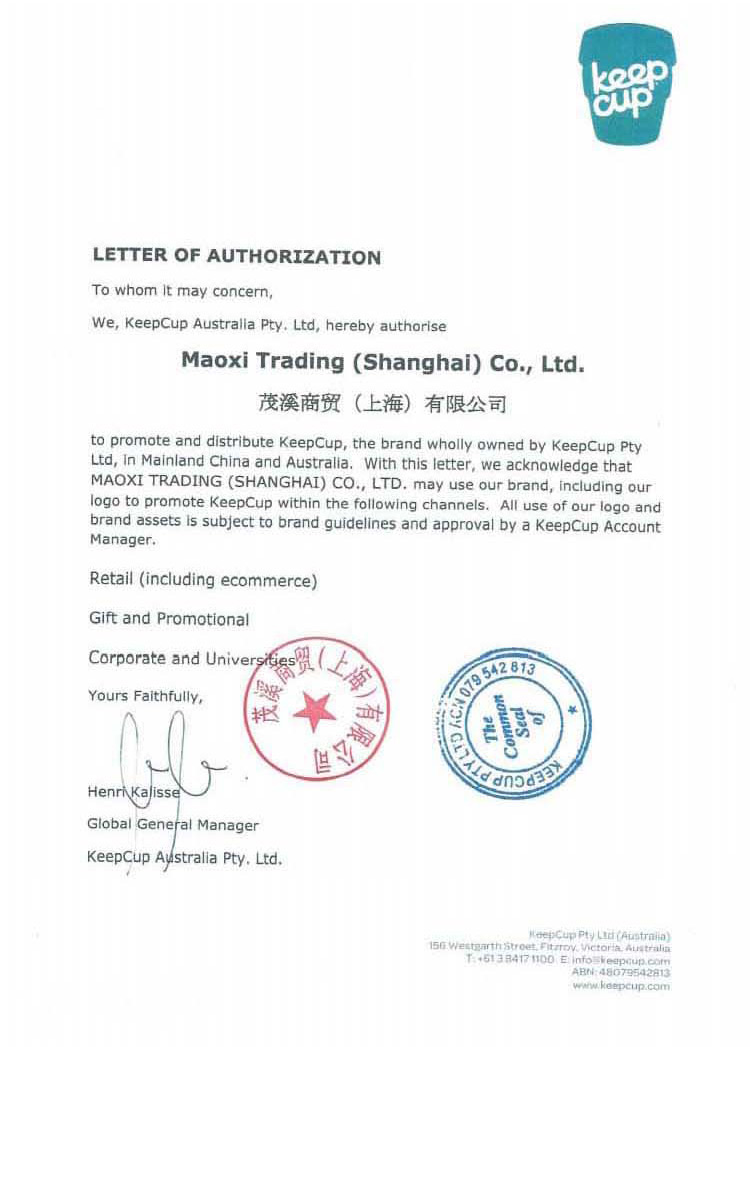 keep
cup
LETTER OF AUTHORIZATION
To whom it may concern,
We, KeepCup Australia Pty. Ltd, hereby authorise
Maoxi Trading (Shanghai) Co., Ltd.
茂溪商贸（上海）有限公司
to promote and distribute KeepCup, the brand wholly owned by KeepCup Pty
Ltd, in Mainland China and Australia. With this letter, we acknowledge that
MAOXI TRADING (SHANGHAI) CO., LTD. may use our brand, including our
logo to promote KeepCup within the following channels. All use of our logo and
brand assets is subject to brand guidelines and approval by a KeepCup Account
Manager.
Retail (including ecommerce)
Gift and Promotional
Corporate and Universities
茂溪商贸(上海)有限公司
KEEPCUP PTY LTD ACN 079 542 813
The
Common
Seal
of
Yours Faithfully,
Henri Kalisse
Global General Manager
KeepCup Australia Pty. Ltd.
KeepCup Pty Ltd (Australia)
156 Westgarth Street, Fitzroy, Victoria, Australia
T: +61 3 8417 1100 E: info@keepcup.com
ABN: 48079542813
www.keepcup.com